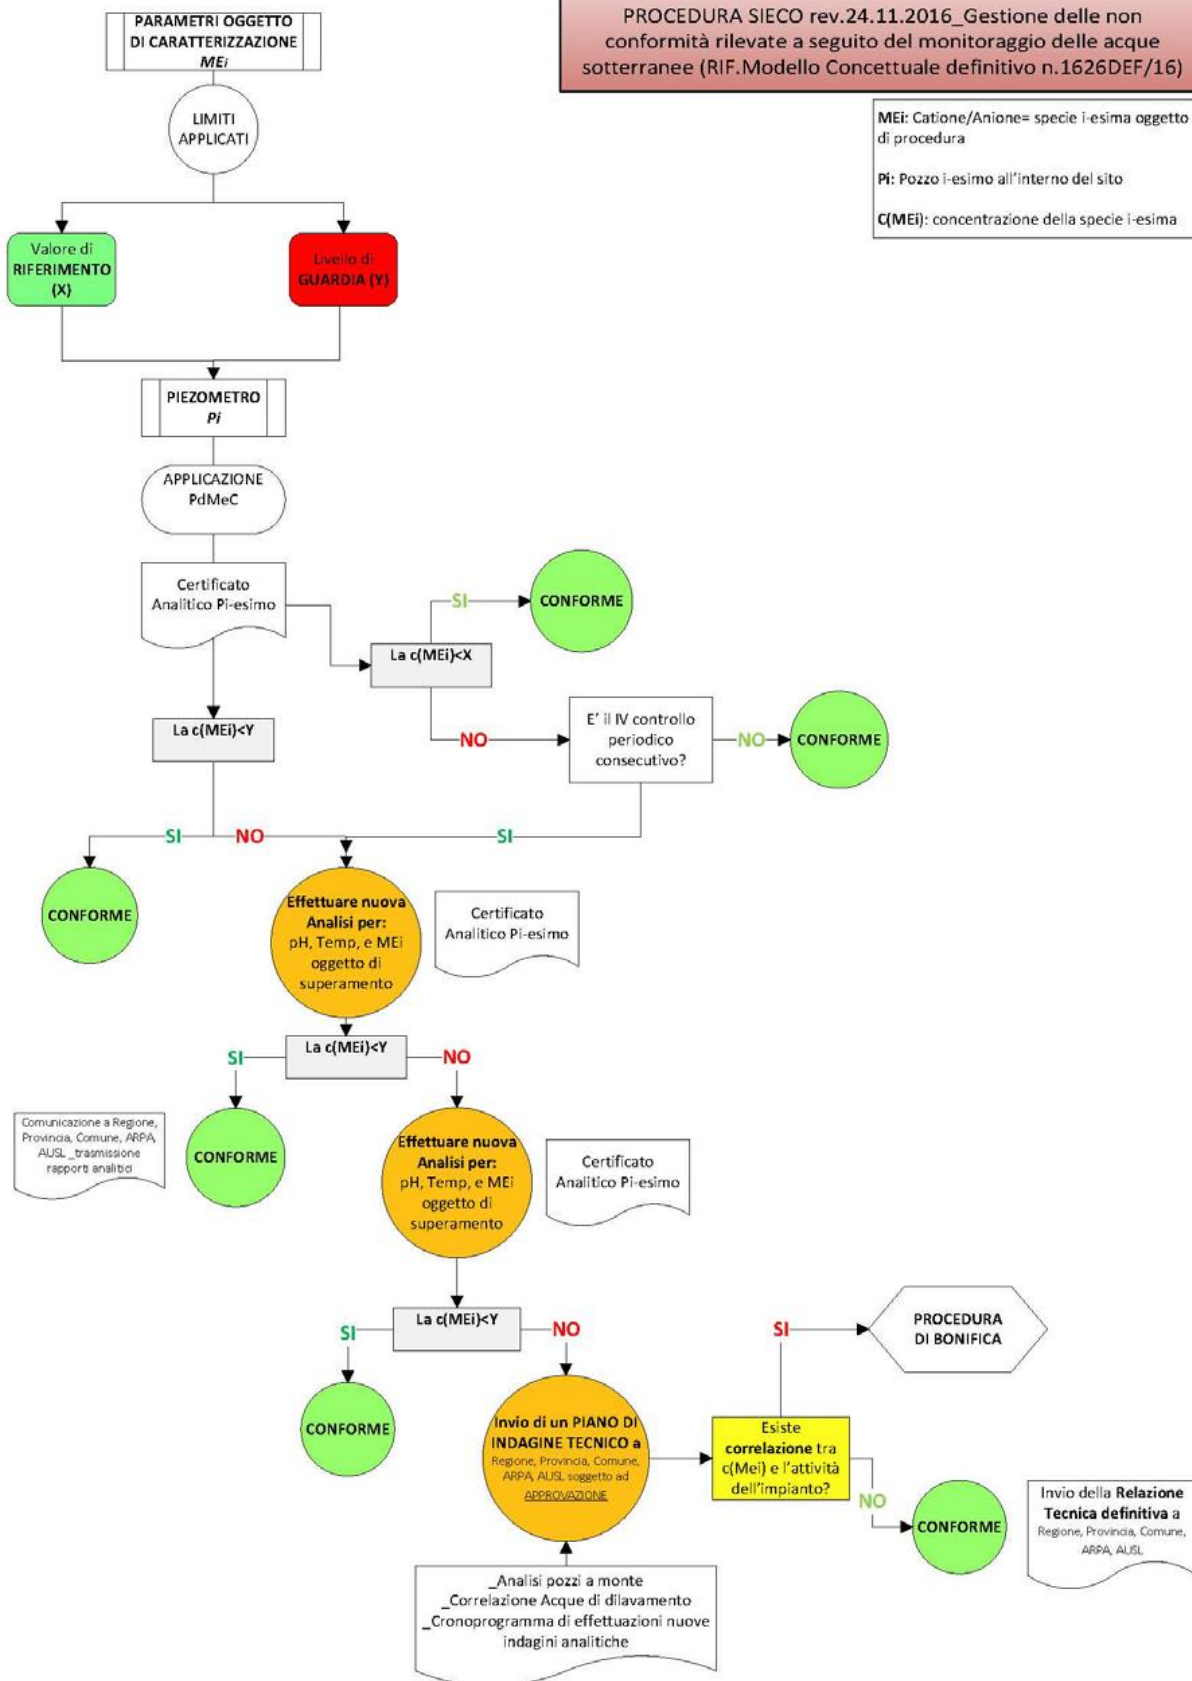 PROCEDURA SIECO rev.24.11.2016_Gestione delle non
conformità rilevate a seguito del monitoraggio delle acque
sotterranee (RIF.Modello Concettuale definitivo n.1626DEF/16)
PARAMETRI OGGETTO
DI CARATTERIZZAZIONE
MEi
LIMITI
APPLICATI
MEi: Catione/Anione= specie i-esima oggetto
di procedura
Pi: Pozzo i-esimo all'interno del sito
C(MEi): concentrazione della specie i-esima
Valore di
RIFERIMENTO
(X)
Livello di
GUARDIA (Y)
PIEZOMETRO
Pi
APPLICAZIONE
PdMeC
Certificato
Analitico Pi-esimo
SI
CONFORME
La c(MEi)<X
NO
E' il IV controllo
periodico
consecutivo?
NO
CONFORME
La c(MEi)<Y
SI
NO
SI
CONFORME
Effettuare nuova
Analisi per:
pH, Temp, e MEi
oggetto di
superamento
Certificato
Analitico Pi-esimo
La c(MEi)<Y
SI
NO
Comunicazione a Regione,
Provincia, Comune, ARPA,
AUSL _trasmissione
rapporti analitici
CONFORME
Effettuare nuova
Analisi per:
pH, Temp, e MEi
oggetto di
superamento
Certificato
Analitico Pi-esimo
La c(MEi)<Y
SI
NO
CONFORME
Invio di un PIANO DI
INDAGINE TECNICO a
Regione, Provincia, Comune,
ARPA, AUSL soggetto ad
APPROVAZIONE
SI
PROCEDURA
DI BONIFICA
Esiste
correlazione tra
c(Mei) e l'attività
dell'impianto?
NO
CONFORME
Invio della Relazione
Tecnica definitiva a
Regione, Provincia, Comune,
ARPA, AUSL
_Analisi pozzi a monte
_Correlazione Acque di dilavamento
_Cronoprogramma di effettuazioni nuove
indagini analitiche